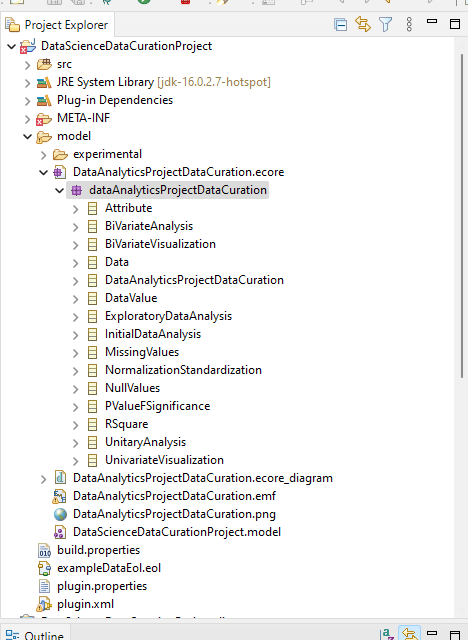 Project Explorer
DataScienceDataCurationProject
src
JRE System Library [jdk-16.0.2.7-hotspot]
Plug-in Dependencies
META-INF
model
experimental
DataAnalyticsProjectDataCuration.ecore
dataAnalyticsProjectDataCuration
Attribute
BiVariateAnalysis
BiVariateVisualization
Data
DataAnalyticsProjectDataCuration
DataValue
ExploratoryDataAnalysis
InitialDataAnalysis
MissingValues
NormalizationStandardization
NullValues
PValueFSignificance
RSquare
UnitaryAnalysis
UnivariateVisualization
DataAnalyticsProjectDataCuration.ecore_diagram
DataAnalyticsProjectDataCuration.emf
DataAnalyticsProjectDataCuration.png
DataScienceDataCurationProject.model
build.properties
exampleDataEol.eol
plugin.properties
plugin.xml
Outline